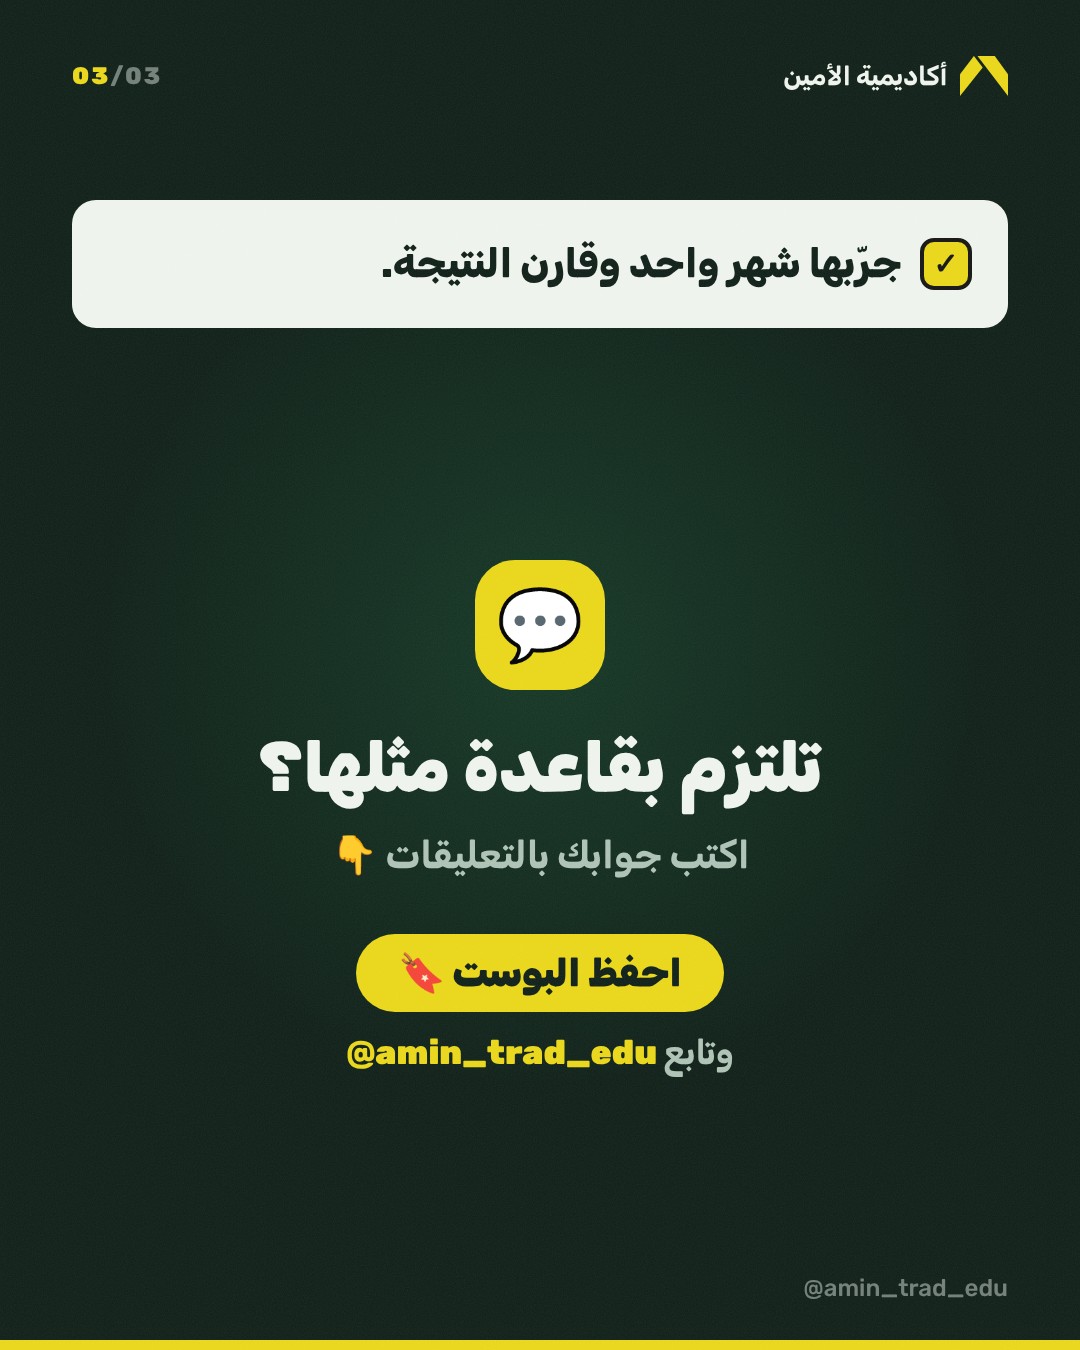 أكاديمية الأمين
03/03
✓ جرّبها شهر واحد وقارن النتيجة.
تلتزم بقاعدة مثلها؟
اكتب جوابك بالتعليقات 👇
احفظ البوست 🔖
وتابع @amin_trad_edu
@amin_trad_edu